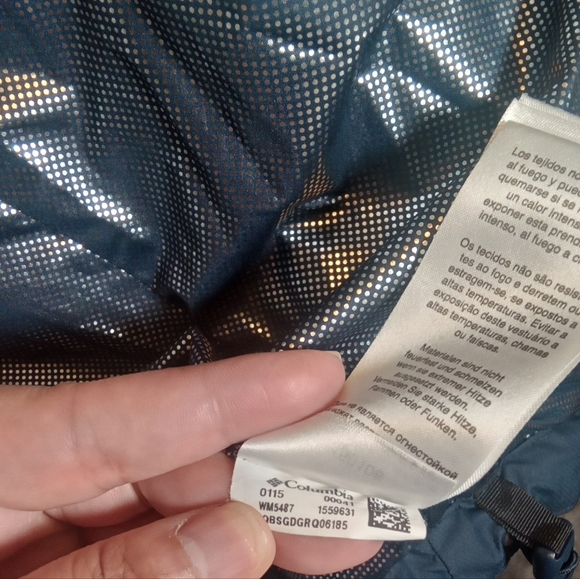 Los tejidos no
al fuego y pue
quemarse si se
un calor intens
exponer esta prend
intenso, al fuego a c
Os tecidos não são resis
tes ao fogo e derretem ou
estragem-se, se expostos a
altas temperaturas. Evitar a
exposição deste vestuário a
altas temperaturas, chamas
ou faíscas.
Materialien sind nicht
feuerfest und schmelzen
wenn sie extremer Hitze
ausgesetzt werden.
Vermeiden Sie starke Hitze,
Flammen oder Funken.
НЕ ЯВЛЯЕТСЯ ОГНЕСТОЙКОЙ
Columbia
0115 00041
WM5487 1559631
OBSGDGRQ06185